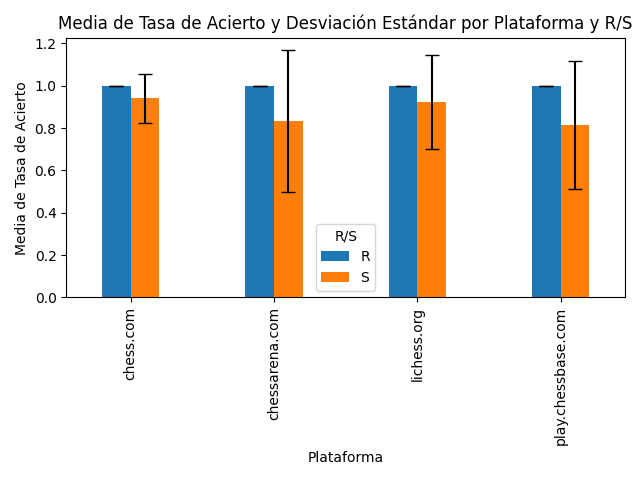 Media de Tasa de Acierto y Desviación Estándar por Plataforma y R/S
Media de Tasa de Acierto
1.2
1.0
0.8
0.6
0.4
0.2
0.0
R/S
R
S
chess.com
chessarena.com
lichess.org
play.chessbase.com
Plataforma